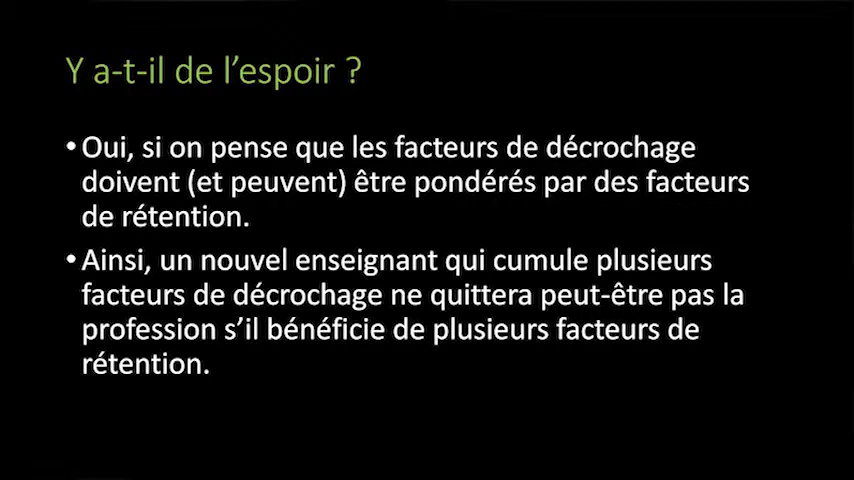 Y a-t-il de l’espoir ?
• Oui, si on pense que les facteurs de décrochage
doivent (et peuvent) être pondérés par des facteurs
de rétention.
• Ainsi, un nouvel enseignant qui cumule plusieurs
facteurs de décrochage ne quittera peut-être pas la
profession s’il bénéficie de plusieurs facteurs de
rétention.